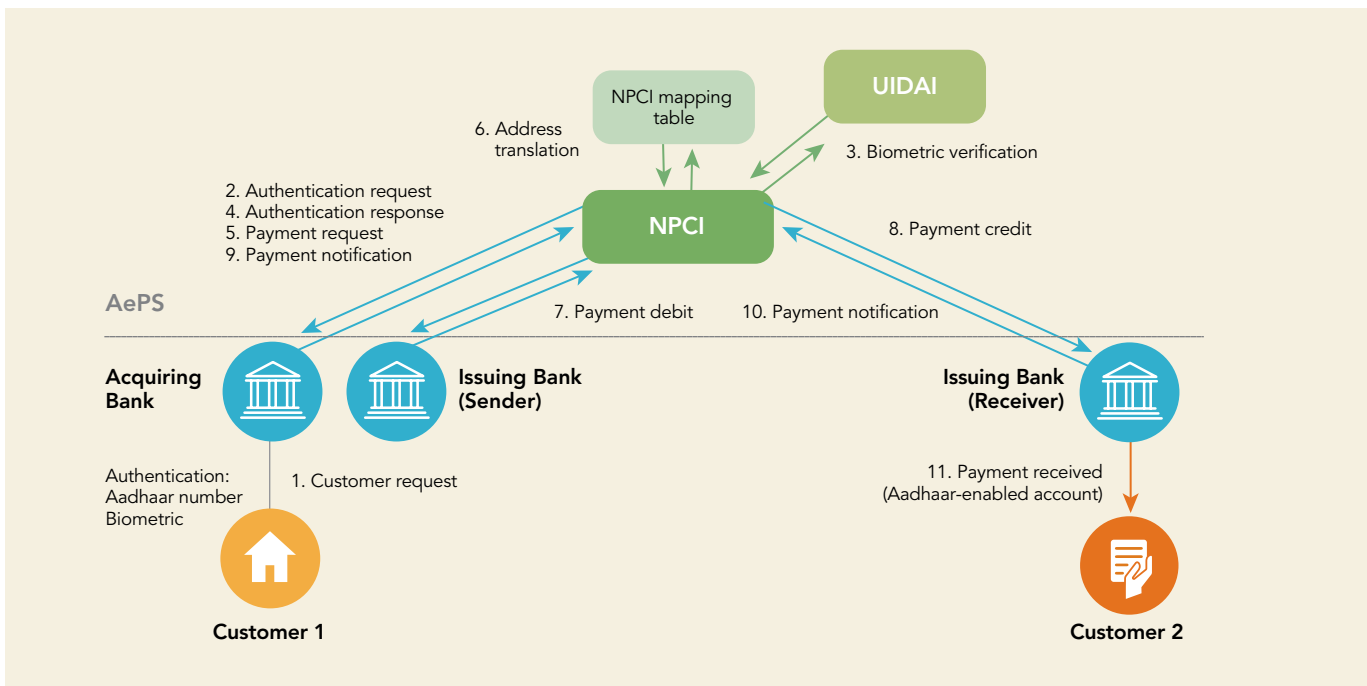 UIDAI
NPCI mapping
table
6. Address
translation
3. Biometric verification
2. Authentication request
4. Authentication response
5. Payment request
9. Payment notification
NPCI
8. Payment credit
AePS
7. Payment debit
10. Payment notification
Acquiring
Bank
Issuing Bank
(Sender)
Issuing Bank
(Receiver)
Authentication:
Aadhaar number
Biometric
1. Customer request
11. Payment received
(Aadhaar-enabled account)
Customer 1
Customer 2